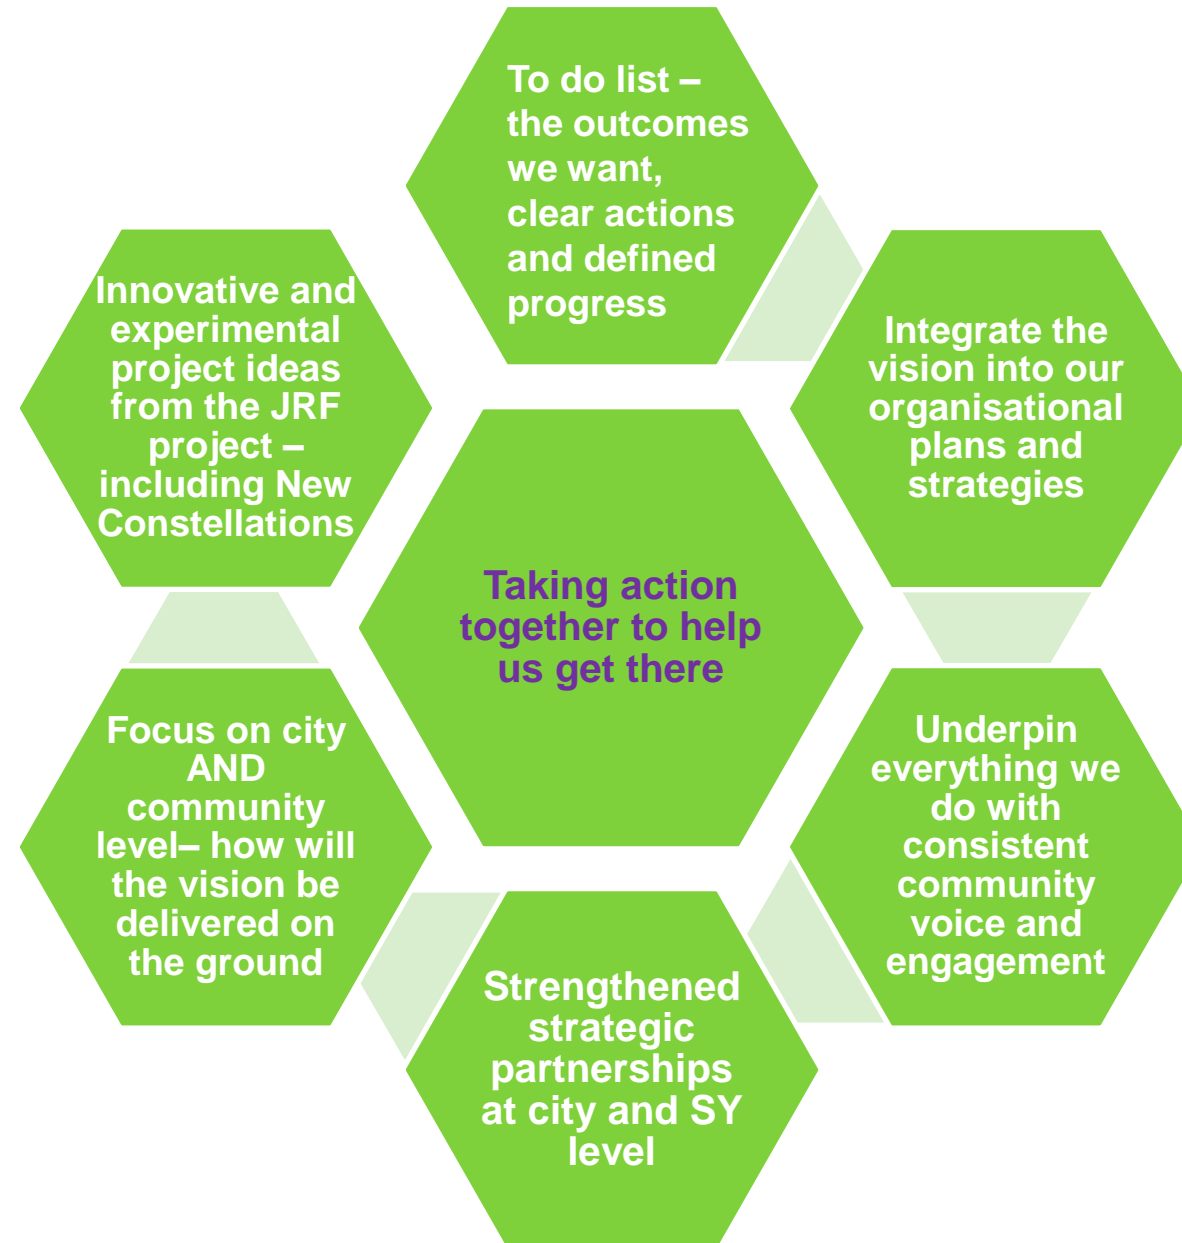 To do list –
the outcomes
we want,
clear actions
and defined
progress
Integrate the
vision into our
organisational
plans and
strategies
Underpin
everything we
do with
consistent
community
voice and
engagement
Strengthened
strategic
partnerships
at city and SY
level
Focus on city
AND
community
level– how will
the vision be
delivered on
the ground
Innovative and
experimental
project ideas
from the JRF
project –
including New
Constellations
Taking action
together to help
us get there